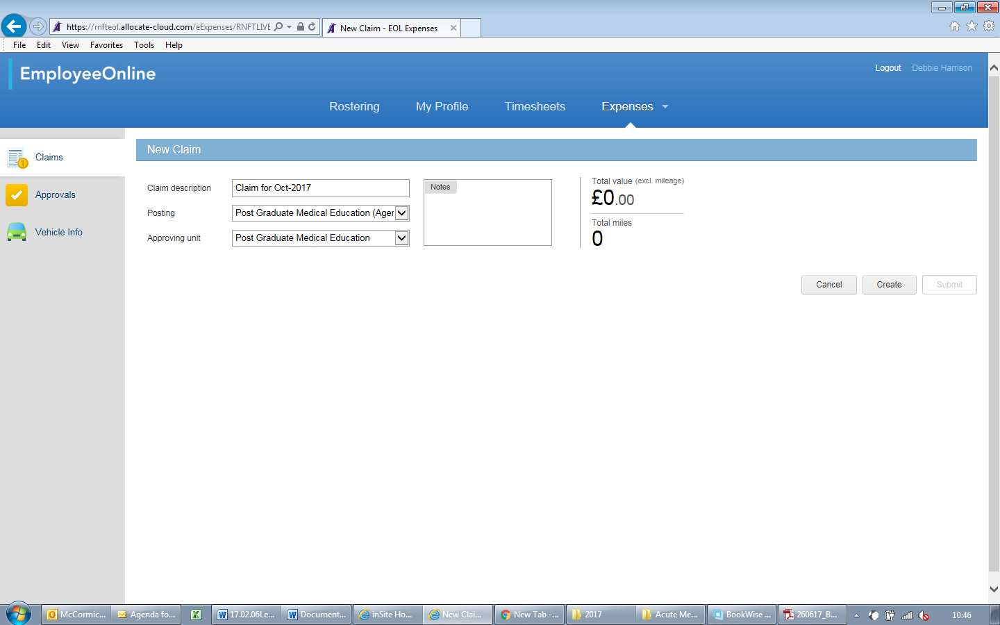 https://rnfteol.allocate-cloud.com/eExpenses/RNFTLIVE
New Claim - EOL Expenses
File Edit View Favorites Tools Help
EmployeeOnline
Logout Debbie Harrison
Rostering My Profile Timesheets Expenses
Claims
Approvals
Vehicle Info
New Claim
Claim description Claim for Oct-2017
Posting Post Graduate Medical Education (Ager
Approving unit Post Graduate Medical Education
Notes
Total value (excl. mileage)
£0.00
Total miles
0
Cancel Create Submit
McCormic... Agenda fo... 17.02.06Le... Document... inSite Ho... New Clai... New Tab -... 2017 Acute Me... BookWise ... 260617_B... 10:46